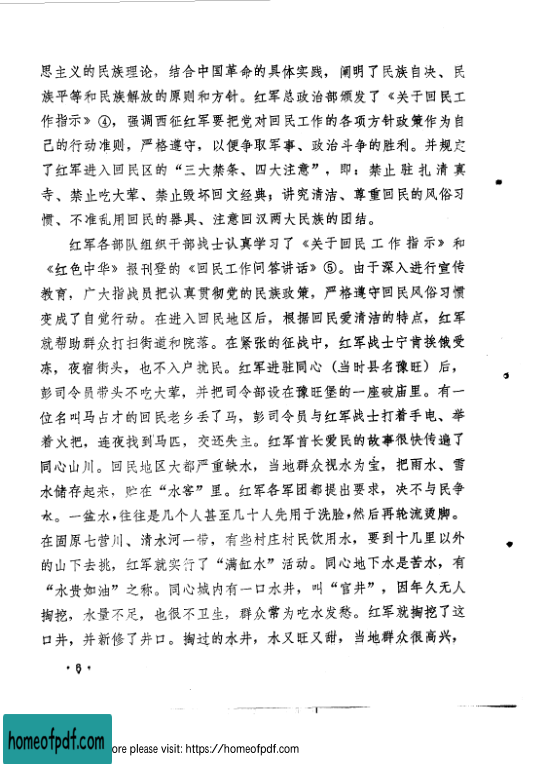 思主义的民族理论，结合中国革命的具体实践，阐明了民族自决、民
族平等和民族解放的原则和方针。红军总政治部颁发了《关于回民工
作指示》④，强调西征红军要把党对回民工作的各项方针政策作为自
己的行动准则，严格遵守，以便争取军事、政治斗争的胜利。并规定
了红军进入回民区的“三大禁条、四大注意”，即：禁止驻扎清真
寺、禁止吃大荤、禁止毁坏回文经典；讲究清洁、尊重回民的风俗习
惯、不准乱用回民的器具、注意回汉两大民族的团结。
红军各部队组织干部战士认真学习了《关于回民工作指示》和
《红色中华》报刊登的《回民工作问答讲话》⑤。由于深入进行宣传
教育，广大指战员把认真贯彻党的民族政策，严格遵守回民风俗习惯
变成了自觉行动。在进入回民地区后，根据回民爱清洁的特点，红军
就帮助群众打扫街道和院落。在紧张的征战中，红军战士宁肯挨饿受
冻，夜宿街头，也不入户扰民。红军进驻同心（当时县名豫旺）后，
彭司令员带头不吃大荤，并把司令部设在豫旺堡的一座破庙里。有一
位名叫马占才的回民老乡丢了马，彭司令员与红军战士打着手电、举
着火把，连夜找到马匹，交还失主。红军首长爱民的故事很快传遍了
同心山川。回民地区大都严重缺水，当地群众视水为宝，把雨水、雪
水储存起来，贮在“水窖”里。红军各军团都提出要求，决不与民争
水。一盆水，往往是几个人甚至几十人先用于洗脸，然后再轮流烫脚。
在固原七营川、清水河一带，有些村庄村民饮用水，要到十几里以外
的山下去挑，红军就实行了“满缸水”活动。同心地下水是苦水，有
“水贵如油”之称。同心城内有一口水井，叫“官井”，因年久无人
掏挖，水量不足，也很不卫生，群众常为吃水发愁。红军就掏挖了这
口井，并新修了井口。掏过的水井，水又旺又甜，当地群众很高兴，
·6·
homeofpdf.com
ore please visit: https://homeofpdf.com